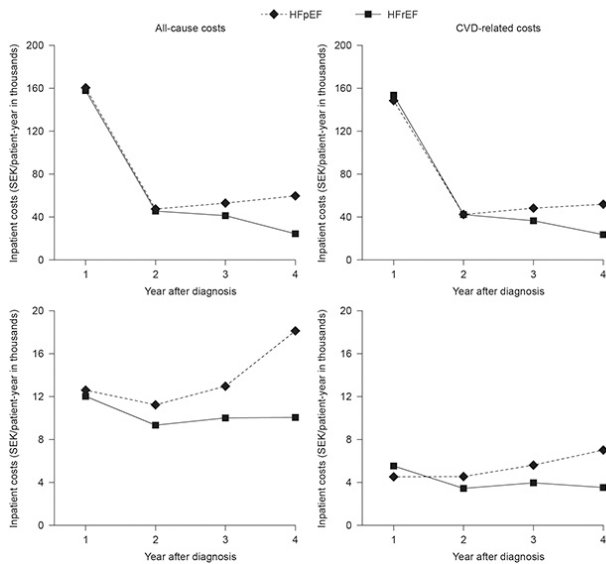 All-cause costs
HFpEF
HFrEF
CVD-related costs
Inpatient costs (SEK/patient-year in thousands)
200
160
120
80
40
0
1 2 3 4
Year after diagnosis
Inpatient costs (SEK/patient-year in thousands)
200
160
120
80
40
0
1 2 3 4
Year after diagnosis
Inpatient costs (SEK/patient-year in thousands)
20
16
12
8
4
0
1 2 3 4
Year after diagnosis
Inpatient costs (SEK/patient-year in thousands)
20
18
12
8
4
0
1 2 3 4
Year after diagnosis